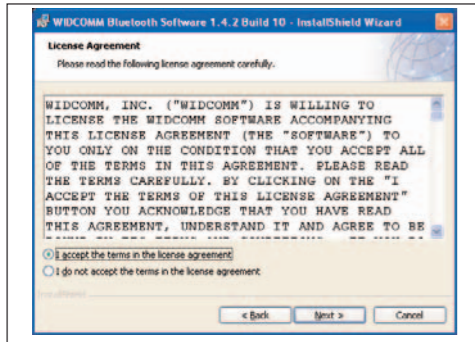 WIDCOMM Bluetooth Software 1.4.2 Build 10 - InstallShield Wizard
License Agreement
Please read the following license agreement carefully.
WIDCOMM, INC. ("WIDCOMM") IS WILLING TO
LICENSE THE WIDCOMM SOFTWARE ACCOMPANYING
THIS LICENSE AGREEMENT (THE "SOFTWARE") TO
YOU ONLY ON THE CONDITION THAT YOU ACCEPT ALL
OF THE TERMS IN THIS AGREEMENT. PLEASE READ
THE TERMS CAREFULLY. BY CLICKING ON THE "I
ACCEPT THE TERMS OF THIS LICENSE AGREEMENT"
BUTTON YOU ACKNOWLEDGE THAT YOU HAVE READ
THIS AGREEMENT, UNDERSTAND IT AND AGREE TO BE
I accept the terms in the license agreement
I do not accept the terms in the license agreement
< Back Next > Cancel